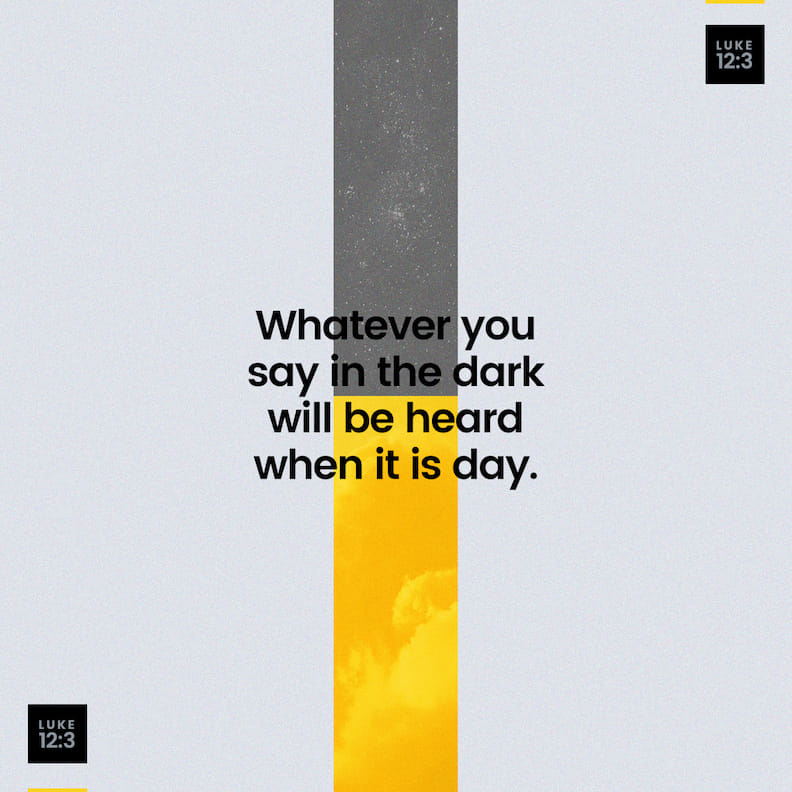 LUKE
12:3
Whatever you
say in the dark
will be heard
when it is day.
LUKE
12:3